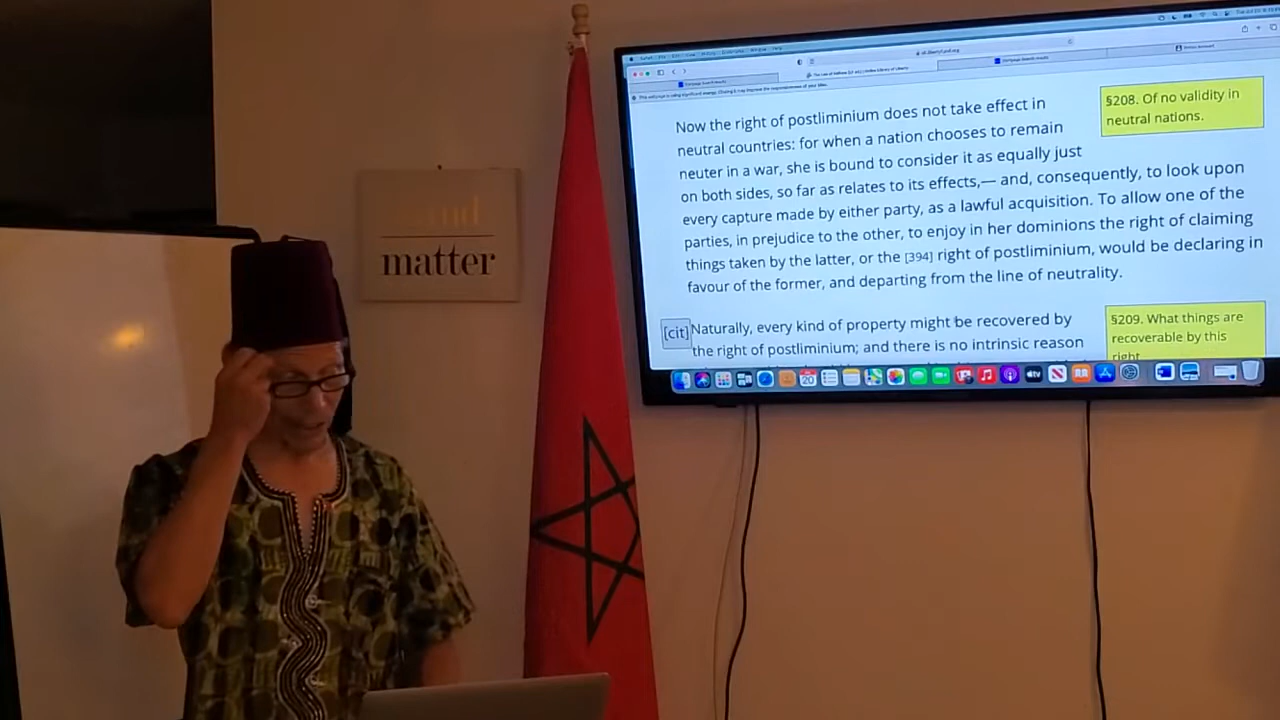 Now the right of postliminium does not take effect in
neutral countries: for when a nation chooses to remain
neuter in a war, she is bound to consider it as equally just
on both sides, so far as relates to its effects,— and, consequently, to look upon
every capture made by either party, as a lawful acquisition. To allow one of the
parties, in prejudice to the other, to enjoy in her dominions the right of claiming
things taken by the latter, or the [394] right of postliminium, would be declaring in
favour of the former, and departing from the line of neutrality.
§208. Of no validity in
neutral nations.
[cit] Naturally, every kind of property might be recovered by
the right of postliminium; and there is no intrinsic reason
§209. What things are
recoverable by this
right
mind
matter